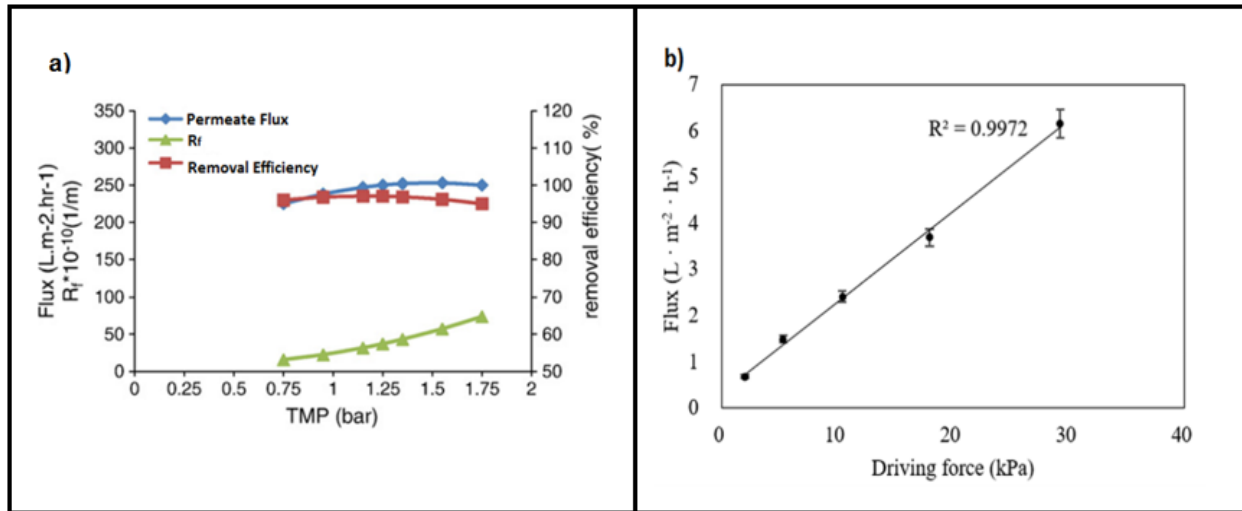 a)
Permeate Flux
Rf
Removal Efficiency
350
300
250
200
150
100
50
0
Flux (L.m-2.hr-1)
Rf*10-10(1/m)
120
110
100
90
80
70
60
50
removal efficiency( %)
0 0.25 0.5 0.75 1 1.25 1.5 1.75 2
TMP (bar)
b)
7
6
5
4
3
2
1
0
Flux (L · m⁻² · h⁻¹)
R² = 0.9972
0 10 20 30 40
Driving force (kPa)